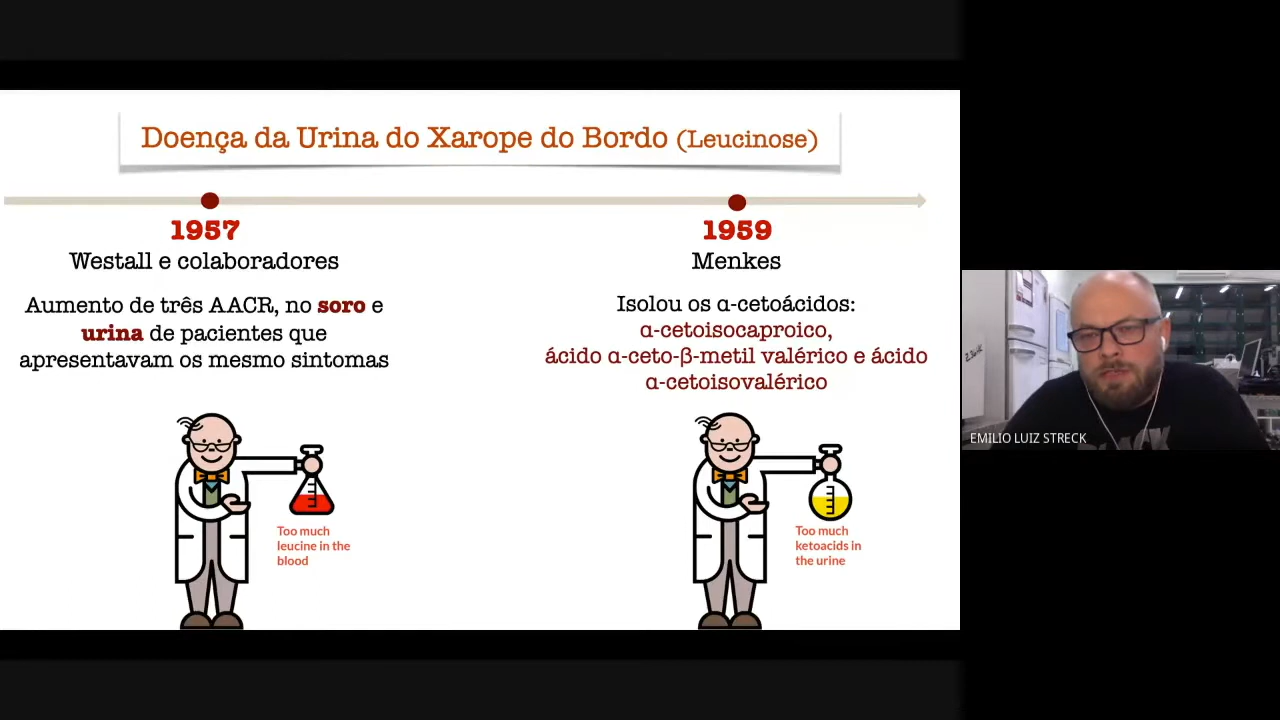 Doença da Urina do Xarope do Bordo (Leucinose)
1957
Westall e colaboradores
Aumento de três AACR, no soro e
urina de pacientes que
apresentavam os mesmo sintomas
Too much
leucine in the
blood
1959
Menkes
Isolou os α-cetoácidos:
α-cetoisocaproico,
ácido α-ceto-β-metil valérico e ácido
α-cetoisovalérico
Too much
ketoacids in
the urine
EMILIO LUIZ STRECK